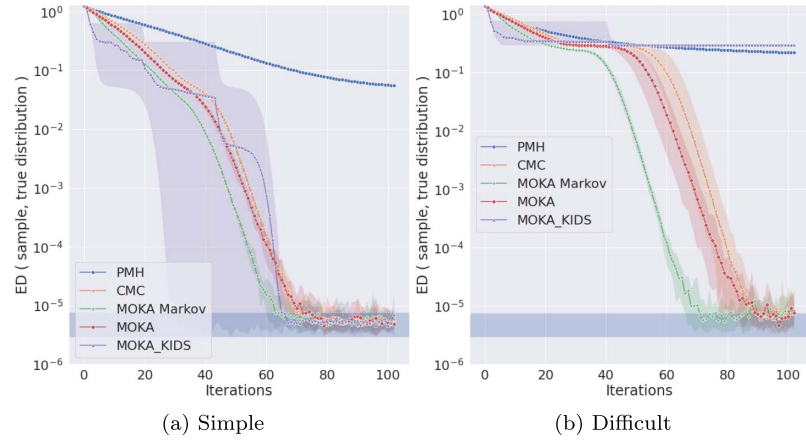 ED ( sample, true distribution )
10^0
10^-1
10^-2
10^-3
10^-4
10^-5
10^-6
PMH
CMC
MOKA Markov
MOKA
MOKA_KIDS
0 20 40 60 80 100
Iterations
(a) Simple
ED ( sample, true distribution )
10^0
10^-1
10^-2
10^-3
10^-4
10^-5
10^-6
PMH
CMC
MOKA Markov
MOKA
MOKA_KIDS
0 20 40 60 80 100
Iterations
(b) Difficult